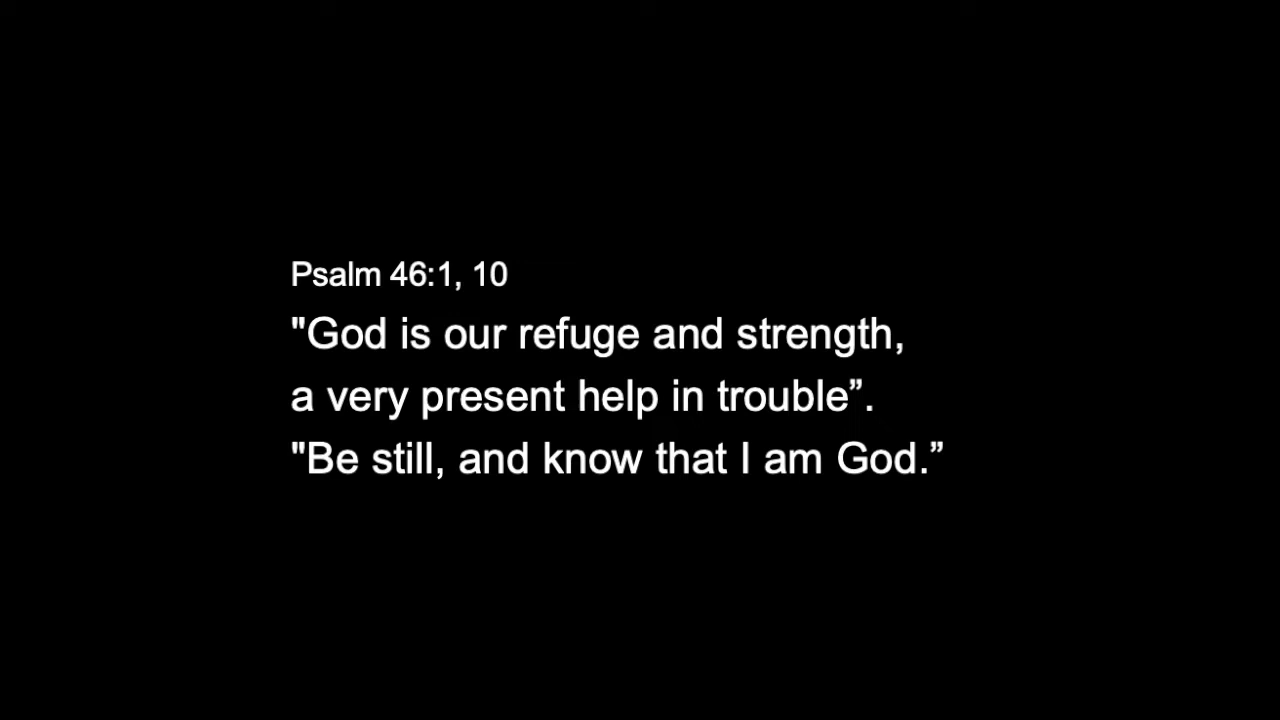 Psalm 46:1, 10
"God is our refuge and strength,
a very present help in trouble”.
"Be still, and know that I am God.”